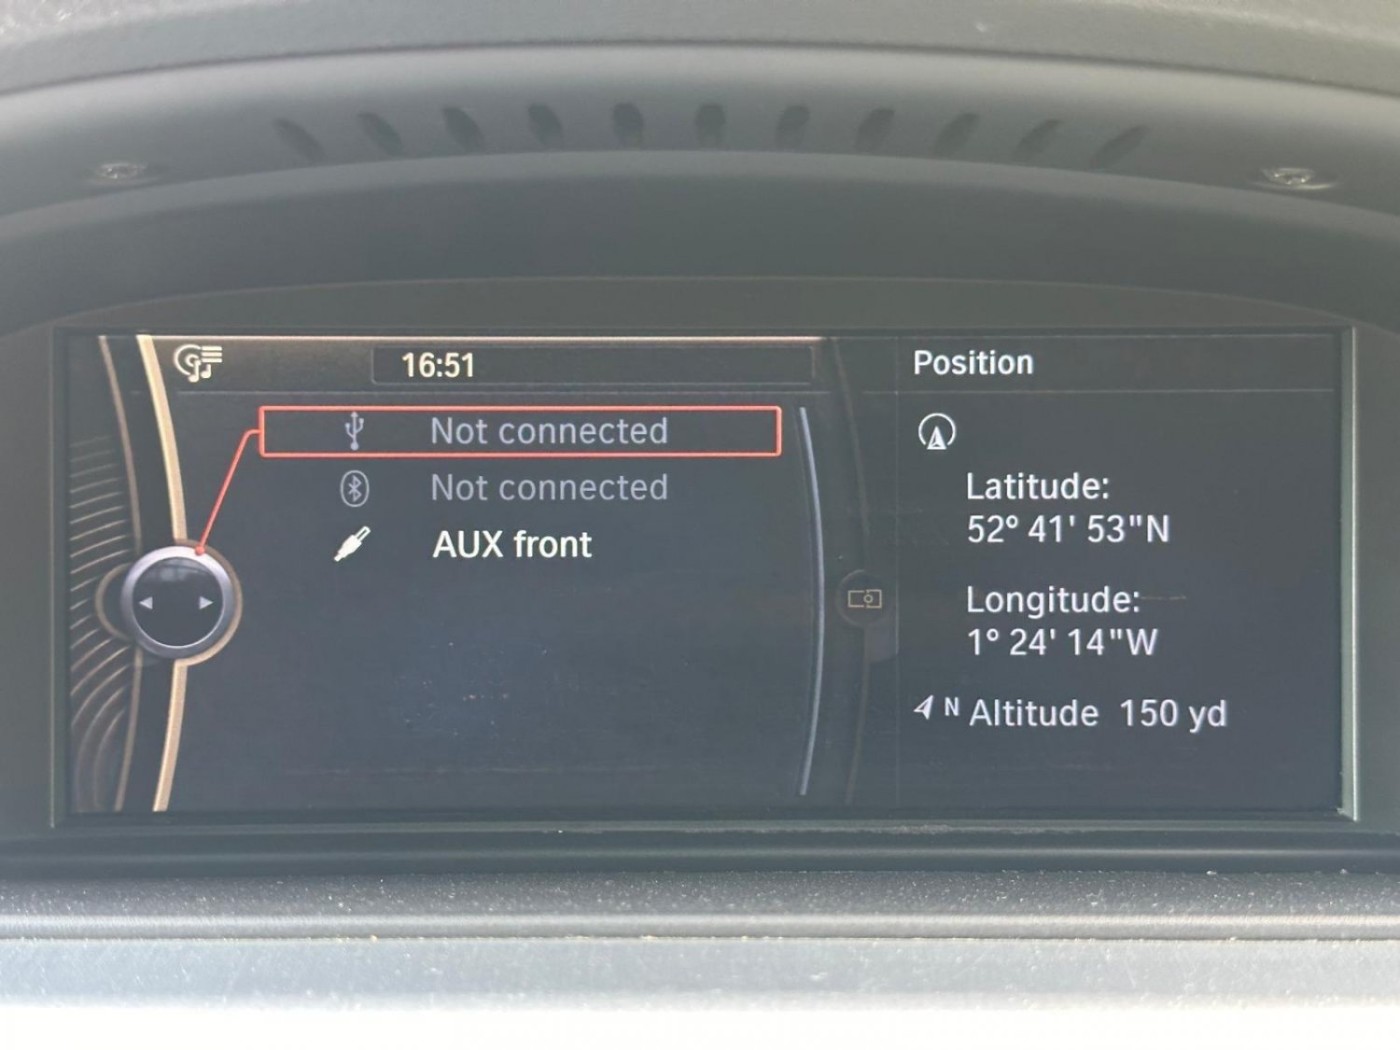 16:51
Not connected
Not connected
AUX front
Position
Latitude:
52° 41' 53"N
Longitude:
1° 24' 14"W
N Altitude 150 yd